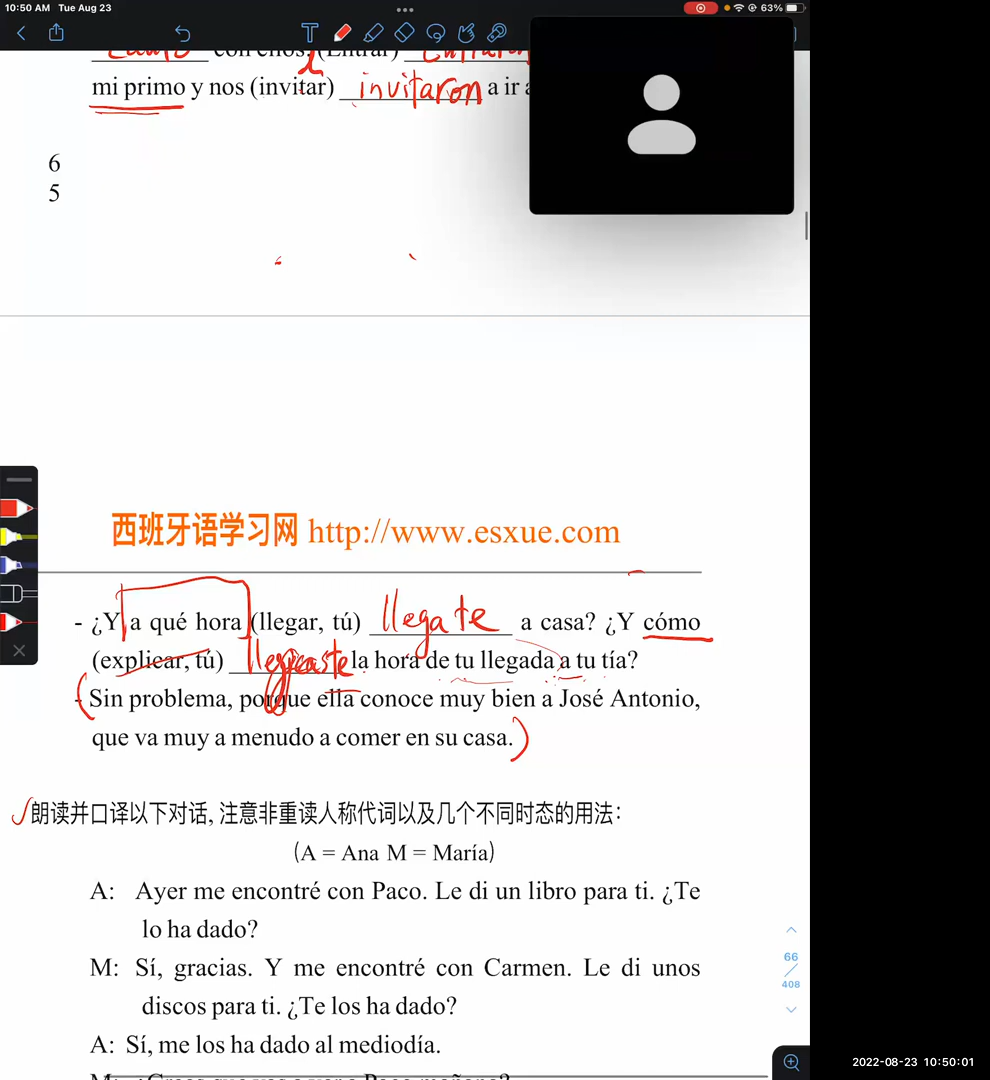 10:50 AM Tue Aug 23
63%
con ellos. (Entrar)
mi primo y nos (invitar) invitaron a ir a
6
5
西班牙语学习网 http://www.esxue.com
- ¿Y a qué hora (llegar, tú) llegate a casa? ¿Y cómo
(explicar, tú) la hora de tu llegada a tu tía?
- Sin problema, porque ella conoce muy bien a José Antonio,
que va muy a menudo a comer en su casa.
朗读并口译以下对话, 注意非重读人称代词以及几个不同时态的用法:
(A = Ana M = María)
A: Ayer me encontré con Paco. Le di un libro para ti. ¿Te
lo ha dado?
M: Sí, gracias. Y me encontré con Carmen. Le di unos
discos para ti. ¿Te los ha dado?
A: Sí, me los ha dado al mediodía.
M: ¿Crees que vas a ver a Paco mañana?
66
408
2022-08-23 10:50:01